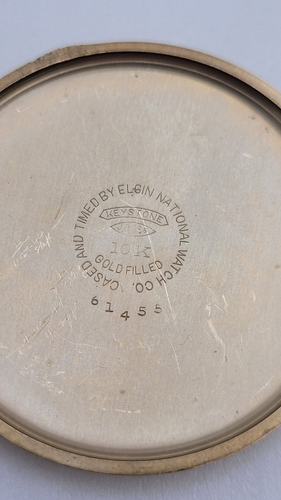 CASED AND TIMED BY ELGIN NATIONAL WATCH CO.
KEYSTONE
10K
GOLD FILLED
61455